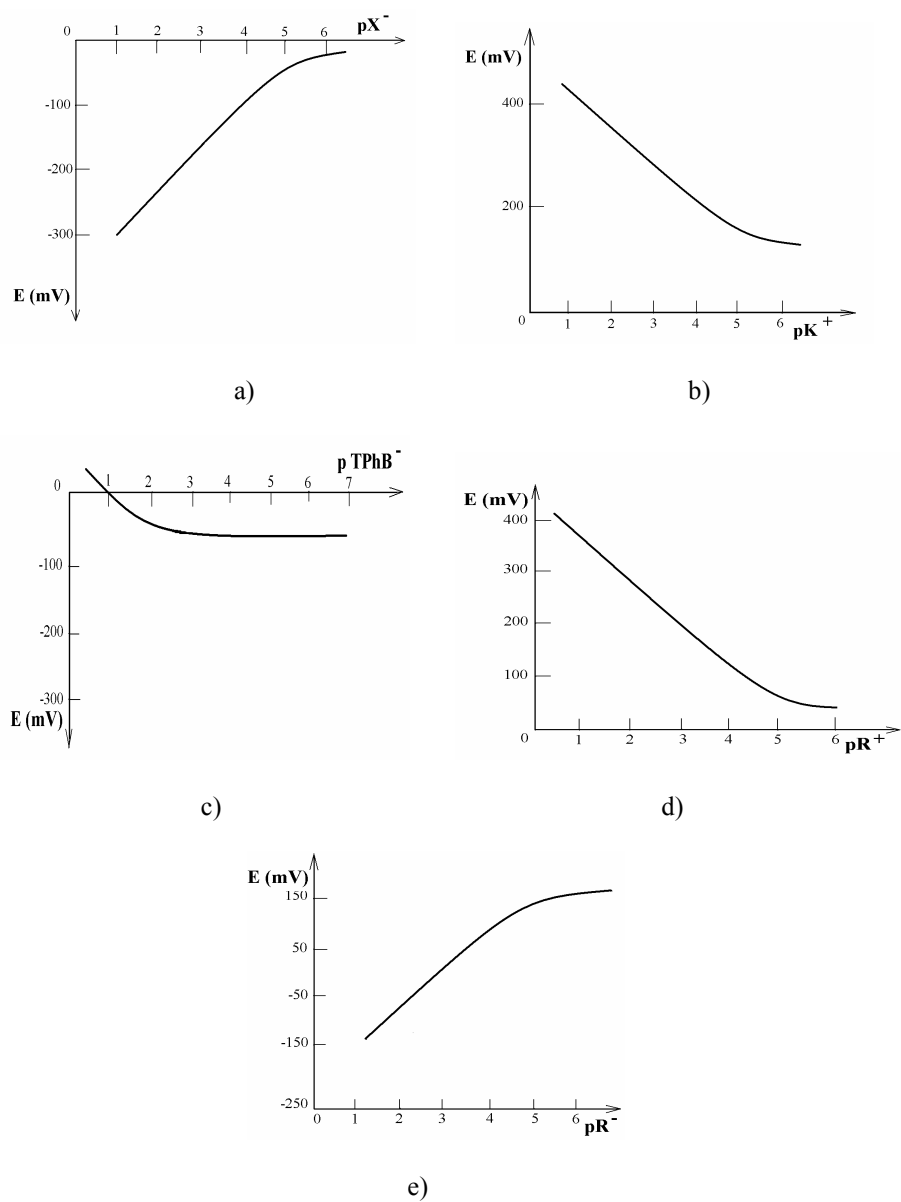 pX-
0 1 2 3 4 5 6
-100
-200
-300
E (mV)
a)
E (mV)
400
200
0 1 2 3 4 5 6
pK+
b)
p TPhB-
0 1 2 3 4 5 6 7
-100
-200
-300
E (mV)
c)
E (mV)
400
300
200
100
0 1 2 3 4 5 6
pR+
d)
E (mV)
150
50
-50
-150
-250
0 1 2 3 4 5 6
pR-
e)